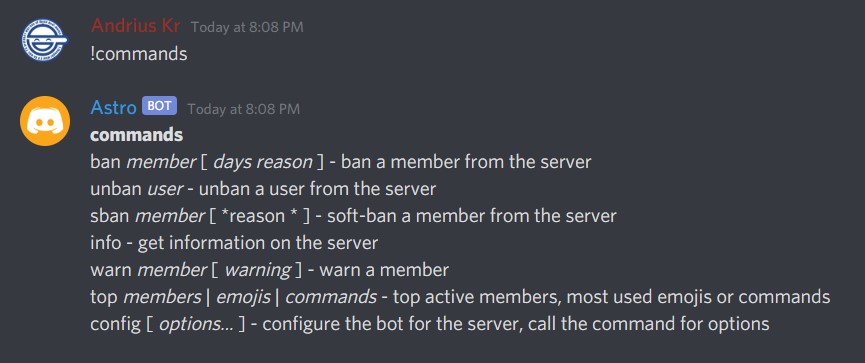 Andrius Kr Today at 8:08 PM
!commands
Astro BOT Today at 8:08 PM
commands
ban member [ days reason ] - ban a member from the server
unban user - unban a user from the server
sban member [ *reason * ] - soft-ban a member from the server
info - get information on the server
warn member [ warning ] - warn a member
top members | emojis | commands - top active members, most used emojis or commands
config [ options... ] - configure the bot for the server, call the command for options